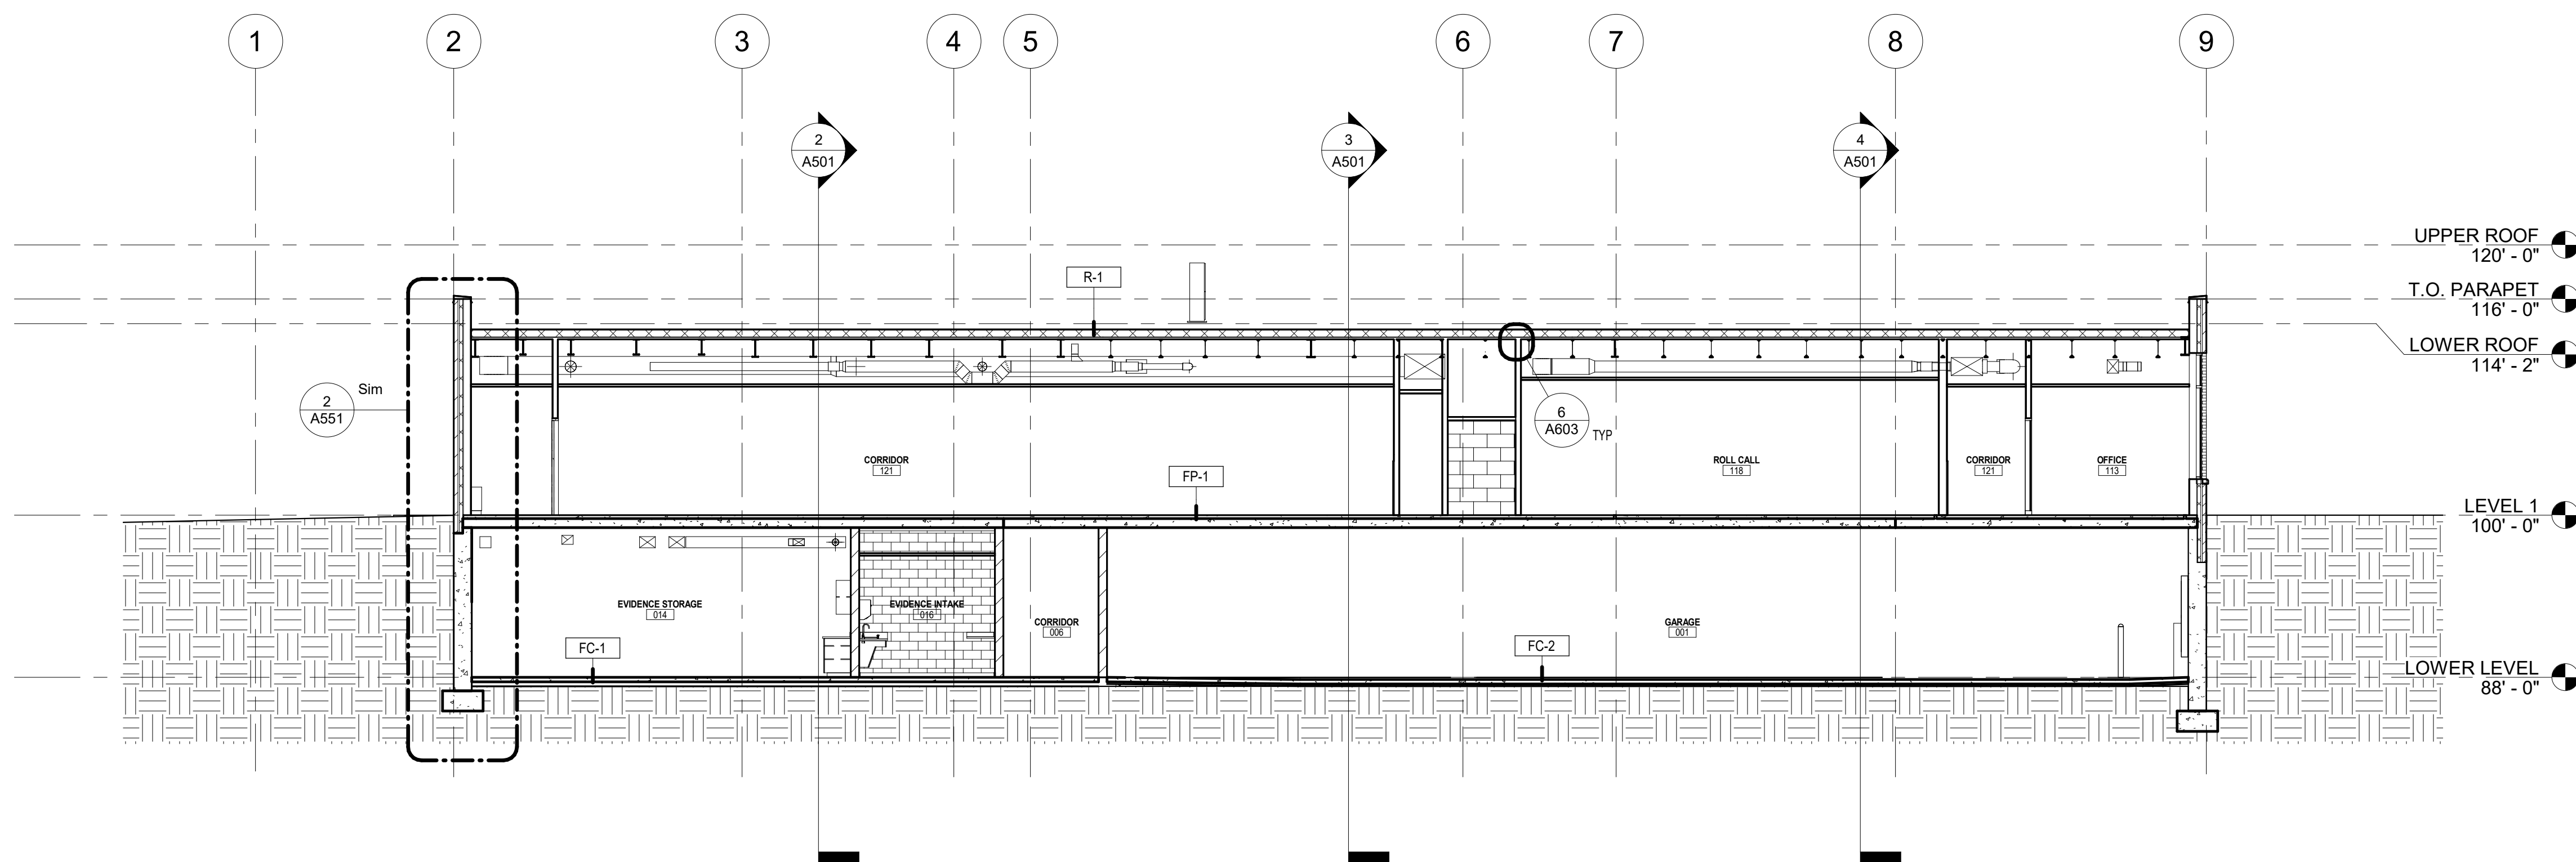 1 2 3 4 5 6 7 8 9
2
A501
3
A501
4
A501
UPPER ROOF
120' - 0"
R-1
T.O. PARAPET
116' - 0"
LOWER ROOF
114' - 2"
2
A551
Sim
6
A603
TYP
CORRIDOR
121
ROLL CALL
118
CORRIDOR
121
OFFICE
113
FP-1
LEVEL 1
100' - 0"
EVIDENCE STORAGE
014
EVIDENCE INTAKE
016
CORRIDOR
006
GARAGE
001
FC-1
FC-2
LOWER LEVEL
88' - 0"